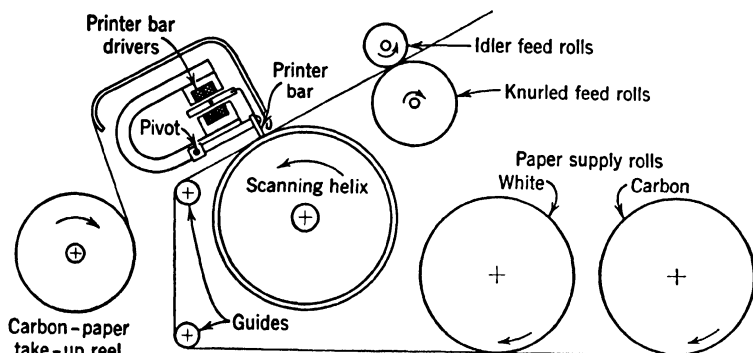 Printer bar
drivers
Printer
bar
Pivot
Idler feed rolls
Knurled feed rolls
Scanning helix
Paper supply rolls
White
Carbon
Guides
Carbon-paper
take-up reel